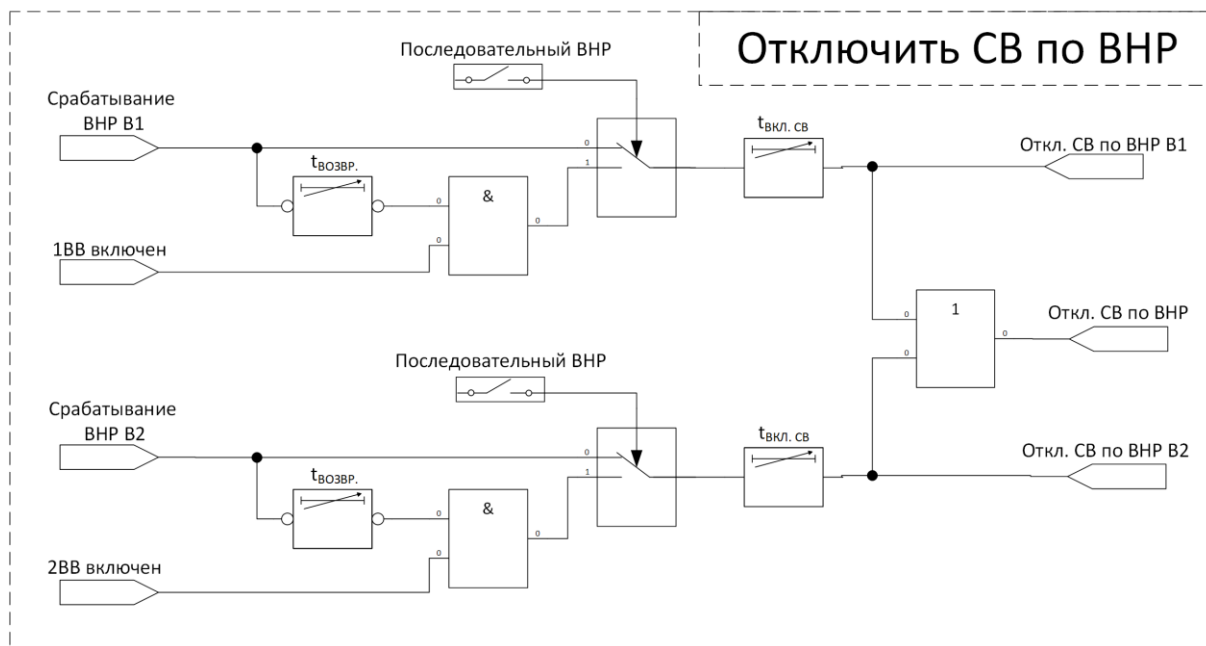 Отключить СВ по ВНР
Последовательный ВНР
Срабатывание
ВНР В1
tВОЗВР.
tВКЛ. СВ
Откл. СВ по ВНР В1
0
1
0
&
0
0
1ВВ включен
0
1
0
0
Откл. СВ по ВНР
Последовательный ВНР
Срабатывание
ВНР В2
tВОЗВР.
tВКЛ. СВ
Откл. СВ по ВНР В2
0
1
0
&
0
0
2ВВ включен